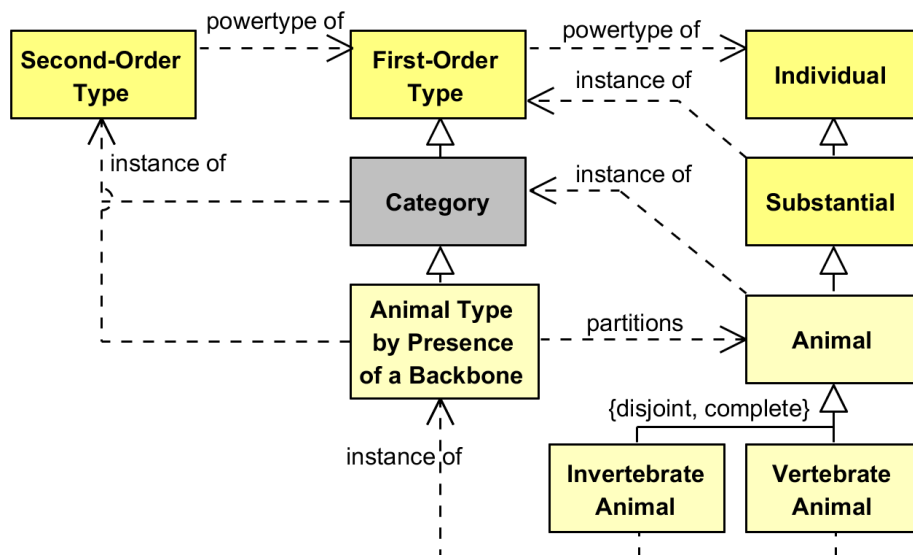 powertype of
powertype of
Second-Order
Type
First-Order
Type
Individual
instance of
instance of
instance of
Category
Substantial
Animal Type
by Presence
of a Backbone
partitions
Animal
{disjoint, complete}
instance of
Invertebrate
Animal
Vertebrate
Animal